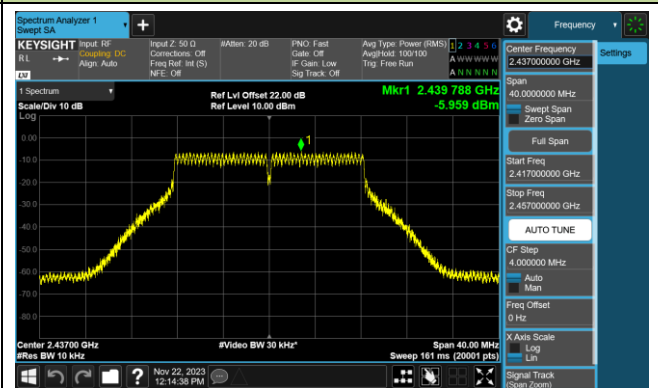 Spectrum Analyzer 1
Swept SA
+
Frequency
KEYSIGHT
Input: RF
Coupling: DC
Align: Auto
Input Z: 50 Ω
Corrections: Off
Freq Ref: Int (S)
NFE: Off
#Atten: 20 dB
PNO: Fast
Gate: Off
IF Gain: Low
Sig Track: Off
Avg Type: Power (RMS)
Avg|Hold: 100/100
Trig: Free Run
1 2 3 4 5 6
A W W W W W
A N N N N N
RL
LXI
1 Spectrum
Scale/Div 10 dB
Ref Lvl Offset 22.00 dB
Ref Level 10.00 dBm
Mkr1 2.439 788 GHz
-5.959 dBm
Log
1
0.00
-10.0
-20.0
-30.0
-40.0
-50.0
-60.0
-70.0
-80.0
Center 2.43700 GHz
#Res BW 10 kHz
#Video BW 30 kHz*
Span 40.00 MHz
Sweep 161 ms (20001 pts)
?
Nov 22, 2023
12:14:38 PM
Center Frequency
2.437000000 GHz
Settings
Span
40.0000000 MHz
Swept Span
Zero Span
Full Span
Start Freq
2.417000000 GHz
Stop Freq
2.457000000 GHz
AUTO TUNE
CF Step
4.000000 MHz
Auto
Man
Freq Offset
0 Hz
X Axis Scale
Log
Lin
Signal Track
(Span Zoom)